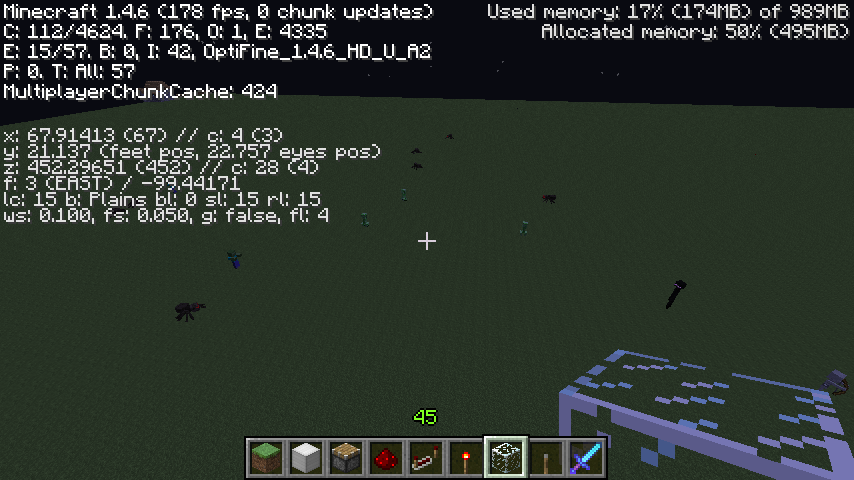 Minecraft 1.4.6 (178 fps, 0 chunk updates)
C: 112/4624. F: 176, O: 1, E: 4335
E: 15/57. B: 0, I: 42, OptiFine_1.4.6_HD_U_A2
P: 0. T: All: 57
MultiplayerChunkCache: 424
x: 67.91413 (67) // c: 4 (3)
y: 21.137 (feet pos, 22.757 eyes pos)
z: 452.29651 (452) // c: 28 (4)
f: 3 (EAST) / -99.44171
lc: 15 b: Plains bl: 0 sl: 15 rl: 15
ws: 0.100, fs: 0.050, g: false, fl: 4
Used memory: 17% (174MB) of 989MB
Allocated memory: 50% (495MB)
45